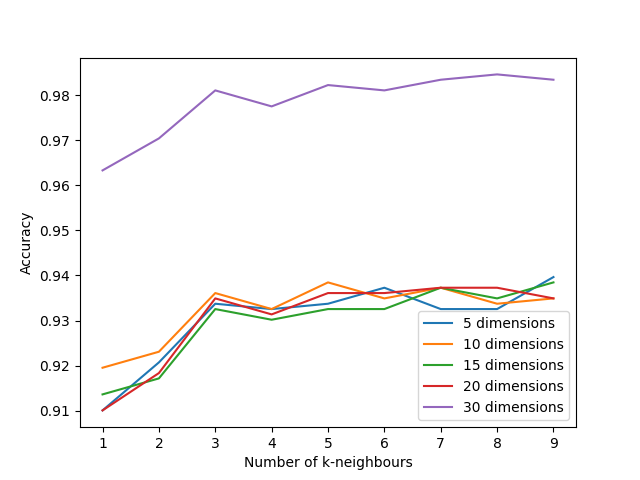 0.98
0.97
0.96
0.95
0.94
0.93
0.92
0.91
Accuracy
1 2 3 4 5 6 7 8 9
Number of k-neighbours
5 dimensions
10 dimensions
15 dimensions
20 dimensions
30 dimensions